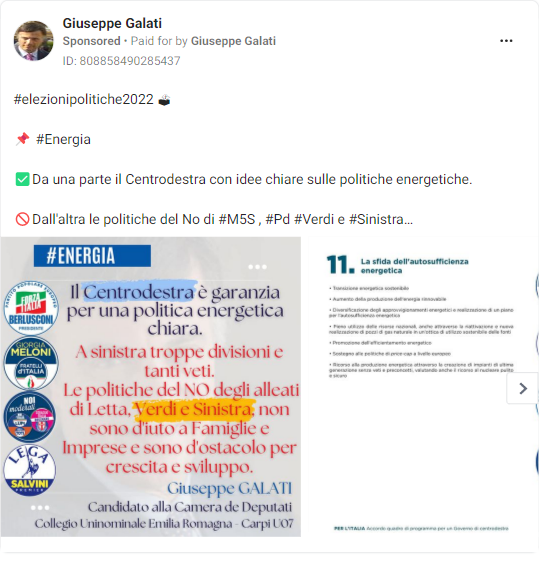 Giuseppe Galati
Sponsored • Paid for by Giuseppe Galati
ID: 808858490285437
#elezionipolitiche2022 🗳
📌 #Energia
✅Da una parte il Centrodestra con idee chiare sulle politiche energetiche.
🚫Dall'altra le politiche del No di #M5S , #Pd #Verdi e #Sinistra...
#ENERGIA
Il Centrodestra è garanzia
per una politica energetica
chiara.
A sinistra troppe divisioni e
tanti veti.
Le politiche del NO degli alleati
di Letta, Verdi e Sinistra, non
sono d'iuto a Famiglie e
Imprese e sono d'ostacolo per
crescita e sviluppo.
Giuseppe GALATI
Candidato alla Camera de Deputati
Collegio Uninominale Emilia Romagna - Carpi U07
FORZA
ITALIA
BERLUSCONI
PRESIDENTE
GIORGIA
MELONI
FRATELLI
d'ITALIA
NOI
moderati
LEGA
SALVINI
PREMIER
11. La sfida dell'autosufficienza
energetica
• Transizione energetica sostenibile
• Aumento della produzione dell'energia rinnovabile
• Diversificazione degli approvvigionamenti energetici e realizzazione di un piano
per l'autosufficienza energetica
• Pieno utilizzo delle risorse nazionali, anche attraverso la riattivazione e nuova
realizzazione di pozzi di gas naturale in un'ottica di utilizzo sostenibile delle fonti
• Promozione dell'efficientamento energetico
• Sostegno alle politiche di price-cap a livello europeo
• Ricorso alla produzione energetica attraverso la creazione di impianti di ultima
generazione senza veti e preconcetti, valutando anche il ricorso al nucleare pulito
e sicuro
PER L'ITALIA Accordo quadro di programma per un Governo di centrodestra